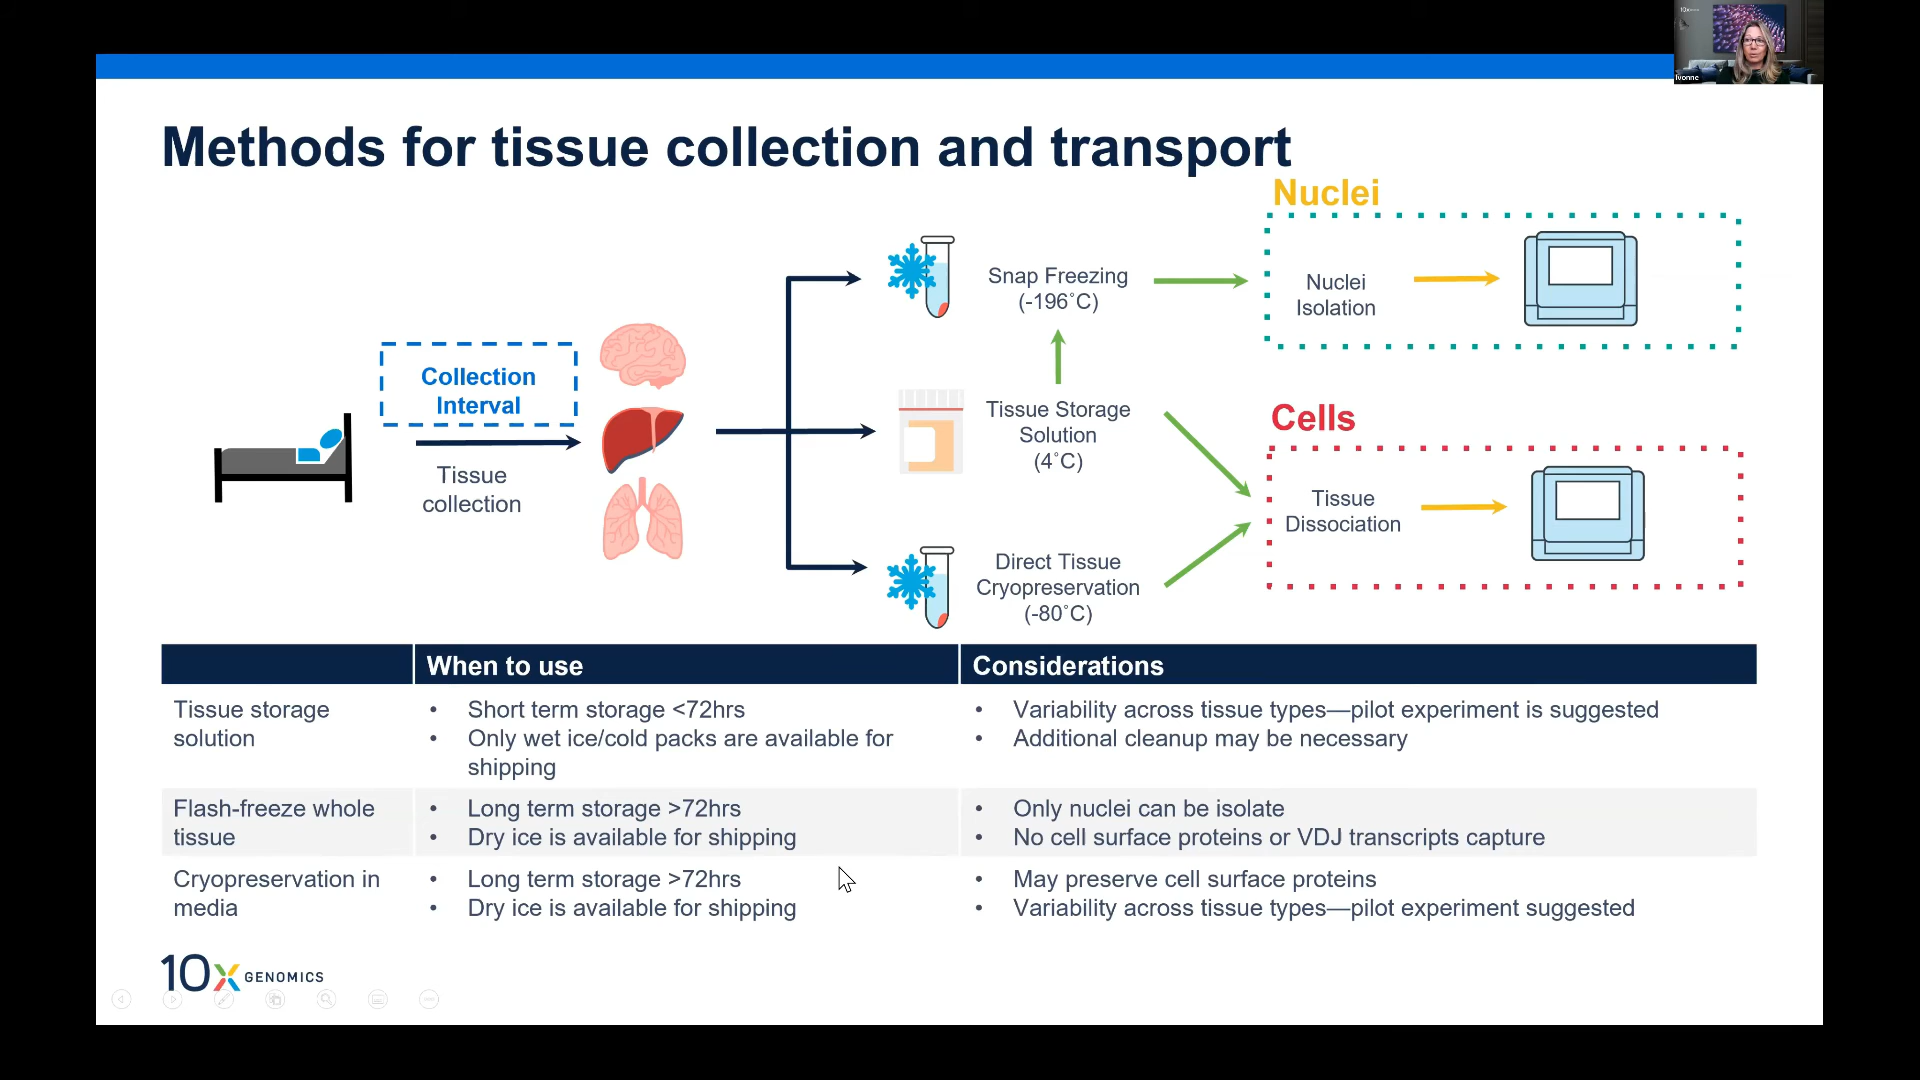 10x
Ivonne
Methods for tissue collection and transport
Nuclei
Snap Freezing
(-196˚C)
Nuclei
Isolation
Collection
Interval
Tissue
collection
Tissue Storage
Solution
(4˚C)
Cells
Tissue
Dissociation
Direct Tissue
Cryopreservation
(-80˚C)
When to use
Considerations
Tissue storage
solution
• Short term storage <72hrs
• Only wet ice/cold packs are available for
shipping
• Variability across tissue types—pilot experiment is suggested
• Additional cleanup may be necessary
Flash-freeze whole
tissue
• Long term storage >72hrs
• Dry ice is available for shipping
• Only nuclei can be isolate
• No cell surface proteins or VDJ transcripts capture
Cryopreservation in
media
• Long term storage >72hrs
• Dry ice is available for shipping
• May preserve cell surface proteins
• Variability across tissue types—pilot experiment suggested
10x GENOMICS